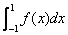 ∫_{-1}^{1} f(x)dx